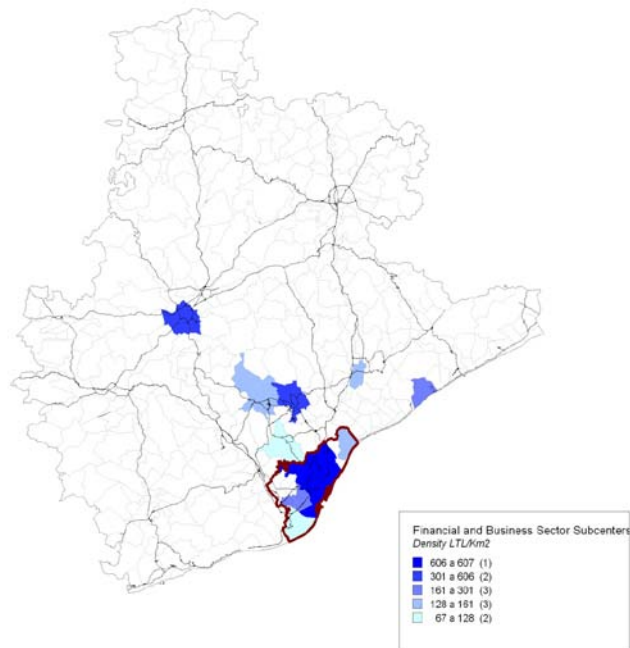 Financial and Business Sector Subcenters
Density LTL/Km2
606 a 607 (1)
301 a 606 (2)
161 a 301 (3)
128 a 161 (3)
67 a 128 (2)